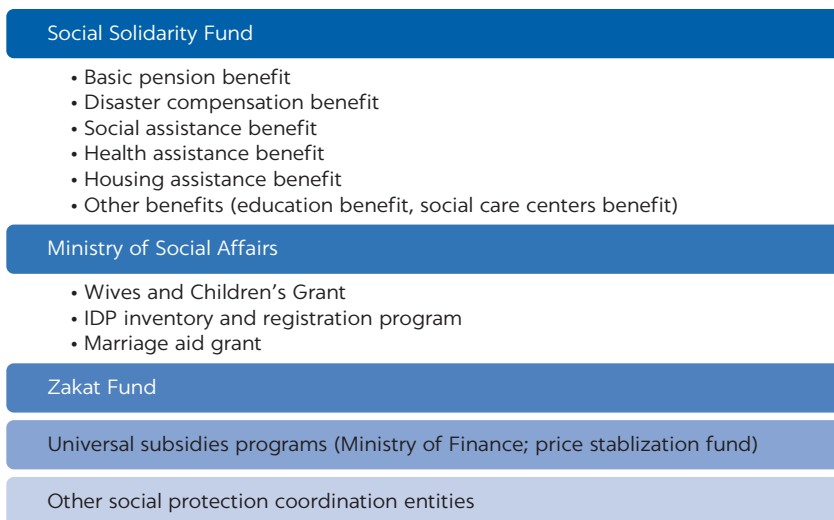 Social Solidarity Fund
• Basic pension benefit
• Disaster compensation benefit
• Social assistance benefit
• Health assistance benefit
• Housing assistance benefit
• Other benefits (education benefit, social care centers benefit)
Ministry of Social Affairs
• Wives and Children’s Grant
• IDP inventory and registration program
• Marriage aid grant
Zakat Fund
Universal subsidies programs (Ministry of Finance; price stablization fund)
Other social protection coordination entities